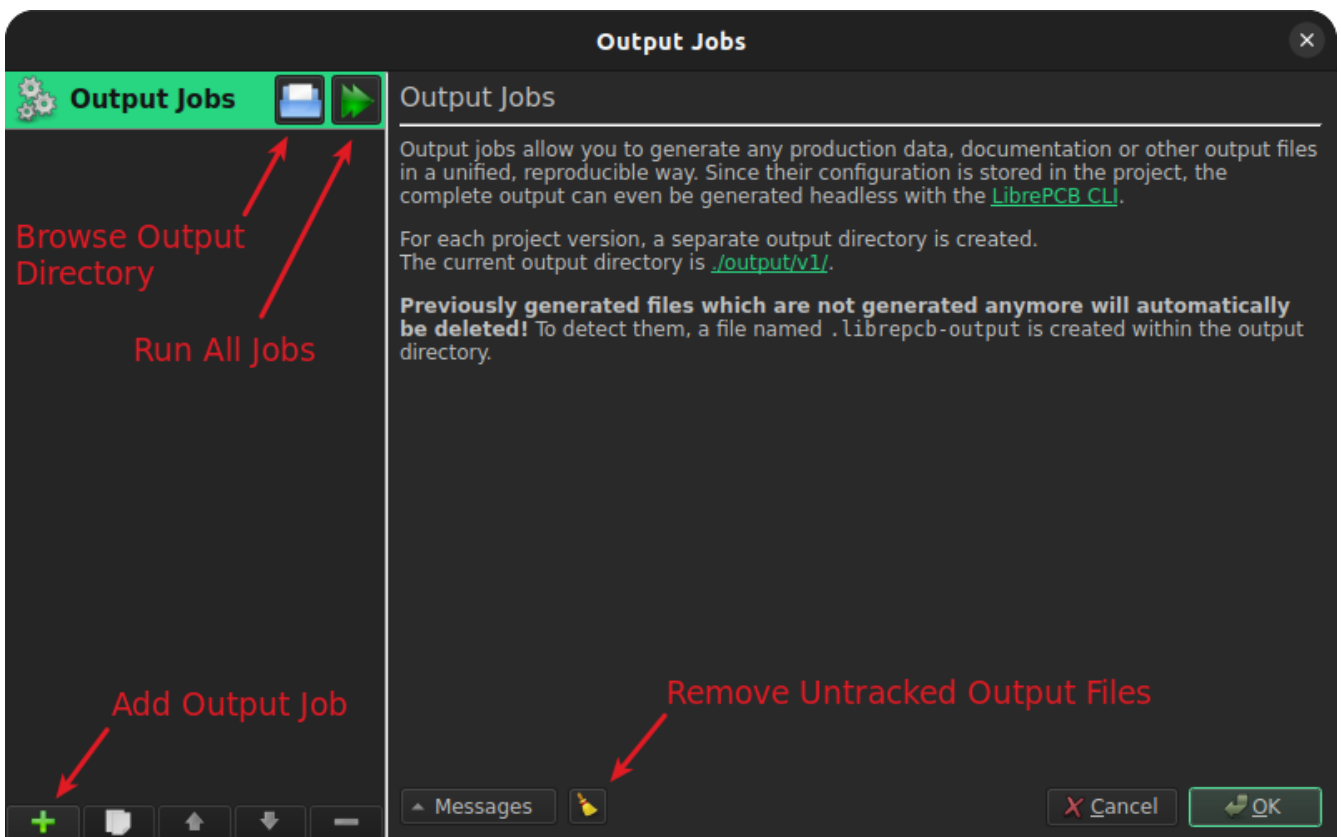 Output Jobs
Output Jobs
Browse Output
Directory
Run All Jobs
Add Output Job
Output Jobs
Output jobs allow you to generate any production data, documentation or other output files
in a unified, reproducible way. Since their configuration is stored in the project, the
complete output can even be generated headless with the LibrePCB CLI.
For each project version, a separate output directory is created.
The current output directory is ./output/v1/.
Previously generated files which are not generated anymore will automatically
be deleted! To detect them, a file named .librepcb-output is created within the output
directory.
Remove Untracked Output Files
Messages
Cancel
OK